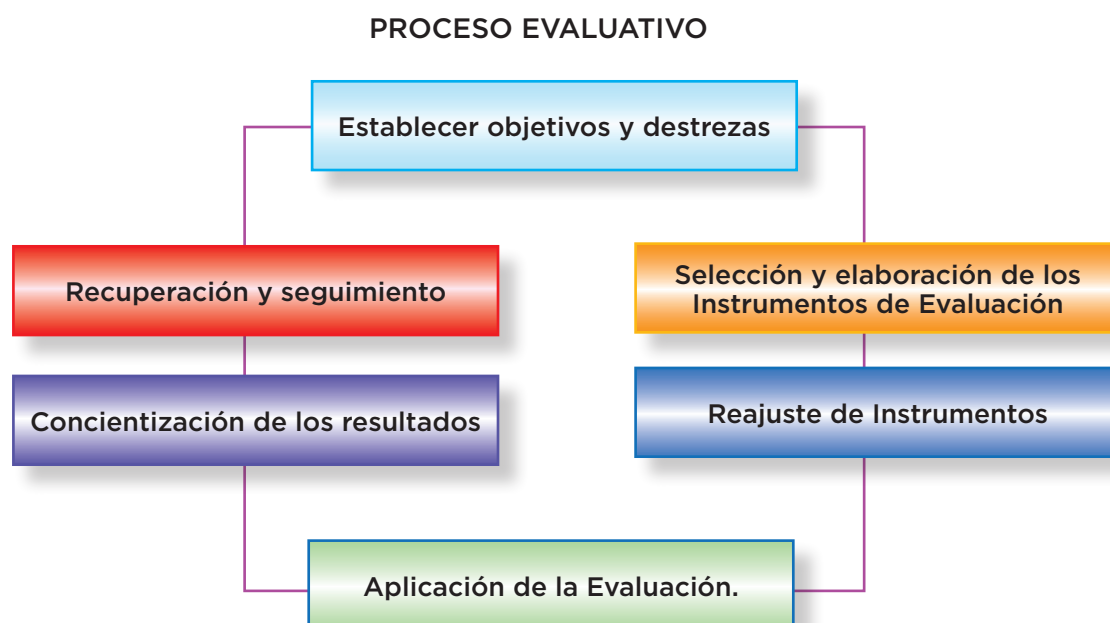 PROCESO EVALUATIVO
Establecer objetivos y destrezas
Recuperación y seguimiento
Selección y elaboración de los
Instrumentos de Evaluación
Concientización de los resultados
Reajuste de Instrumentos
Aplicación de la Evaluación.